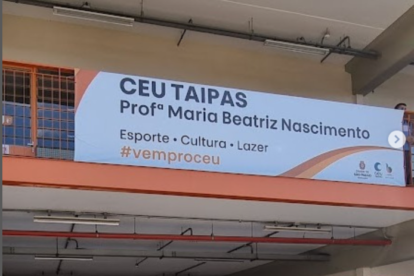 CEU TAIPAS
Profª Maria Beatriz Nascimento
Esporte • Cultura • Lazer
#vemproceu